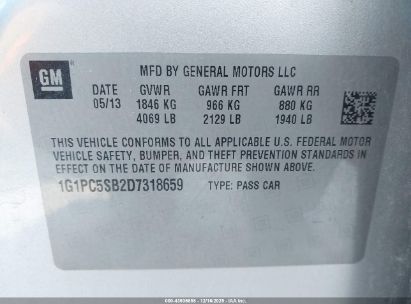 GM
MFD BY GENERAL MOTORS LLC
DATE GVWR GAWR FRT GAWR RR
05/13 1846 KG 966 KG 880 KG
4069 LB 2129 LB 1940 LB
THIS VEHICLE CONFORMS TO ALL APPLICABLE U.S. FEDERAL MOTOR
VEHICLE SAFETY, BUMPER, AND THEFT PREVENTION STANDARDS IN
EFFECT ON THE DATE OF MANUFACTURE SHOWN ABOVE.
1G1PC5SB2D7318659 TYPE: PASS CAR